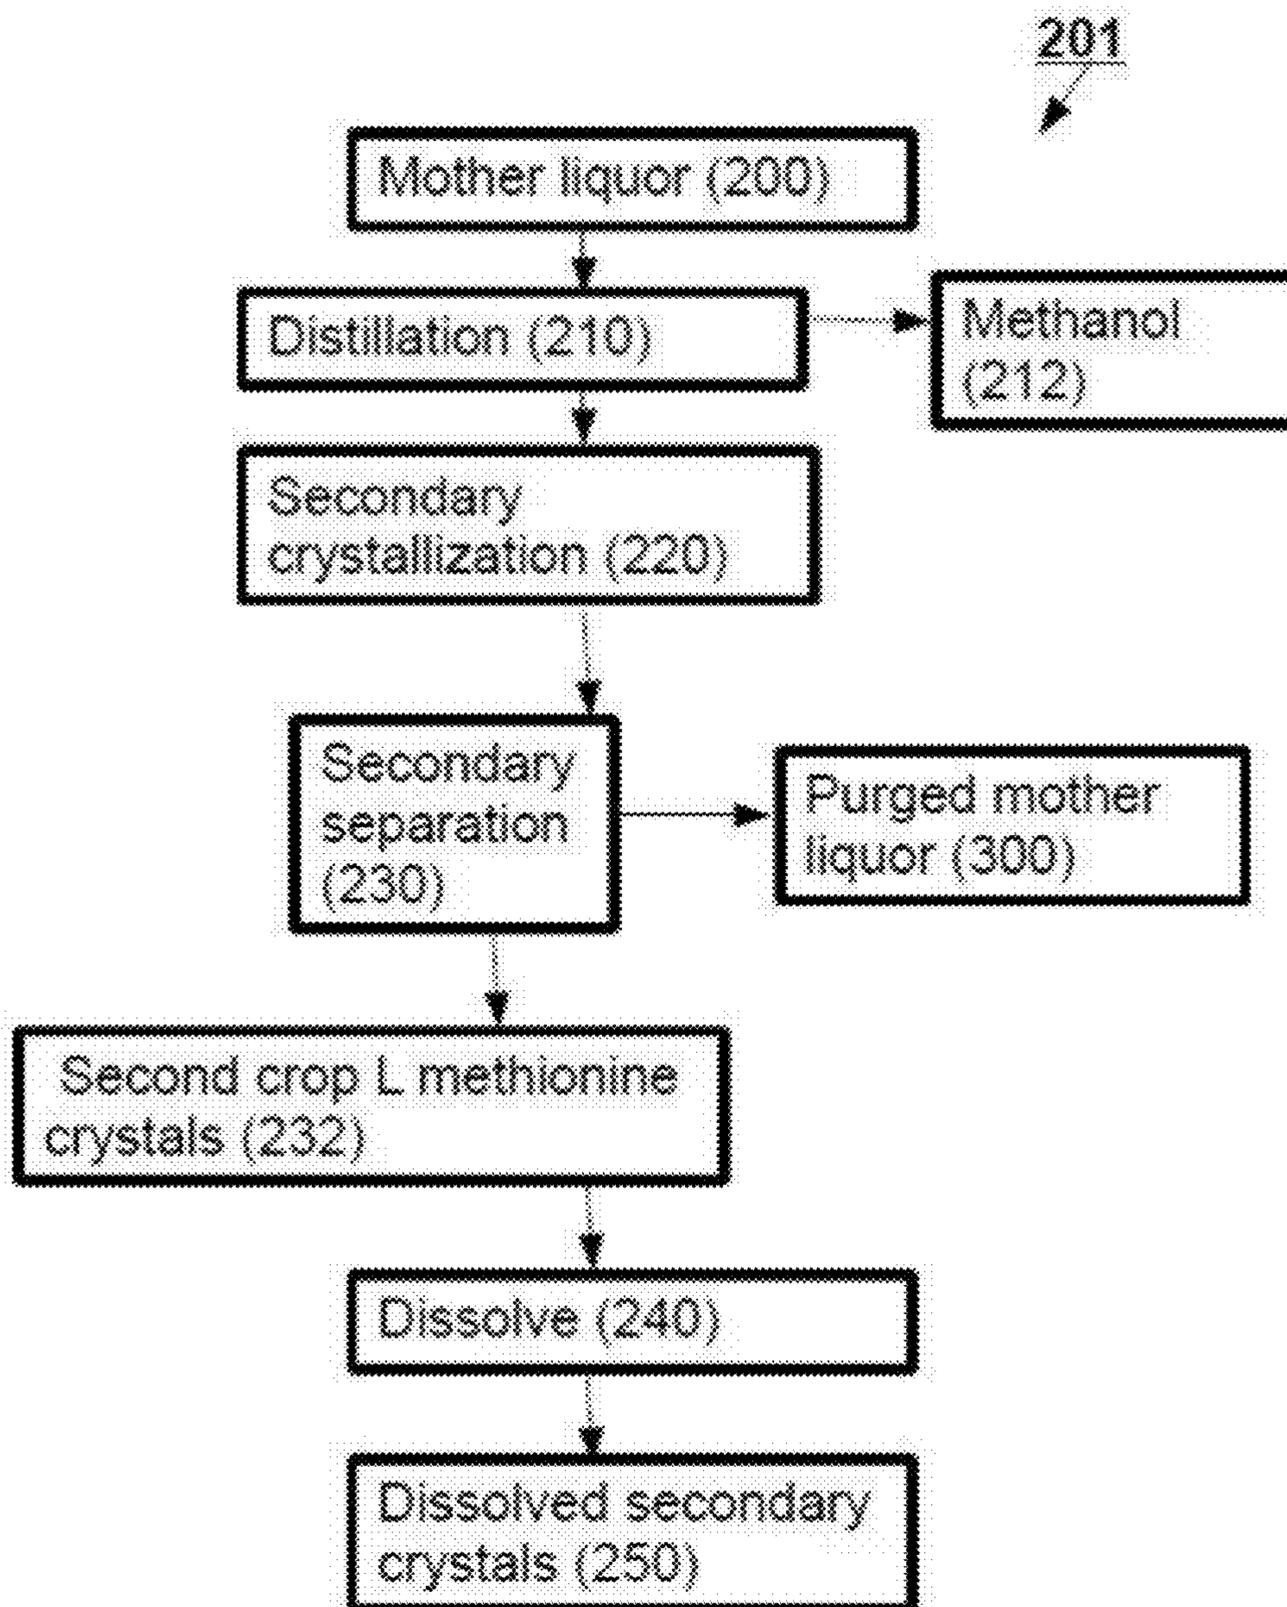 201
Mother liquor (200)
Distillation (210)
Methanol
(212)
Secondary
crystallization (220)
Secondary
separation
(230)
Purged mother
liquor (300)
Second crop L methionine
crystals (232)
Dissolve (240)
Dissolved secondary
crystals (250)